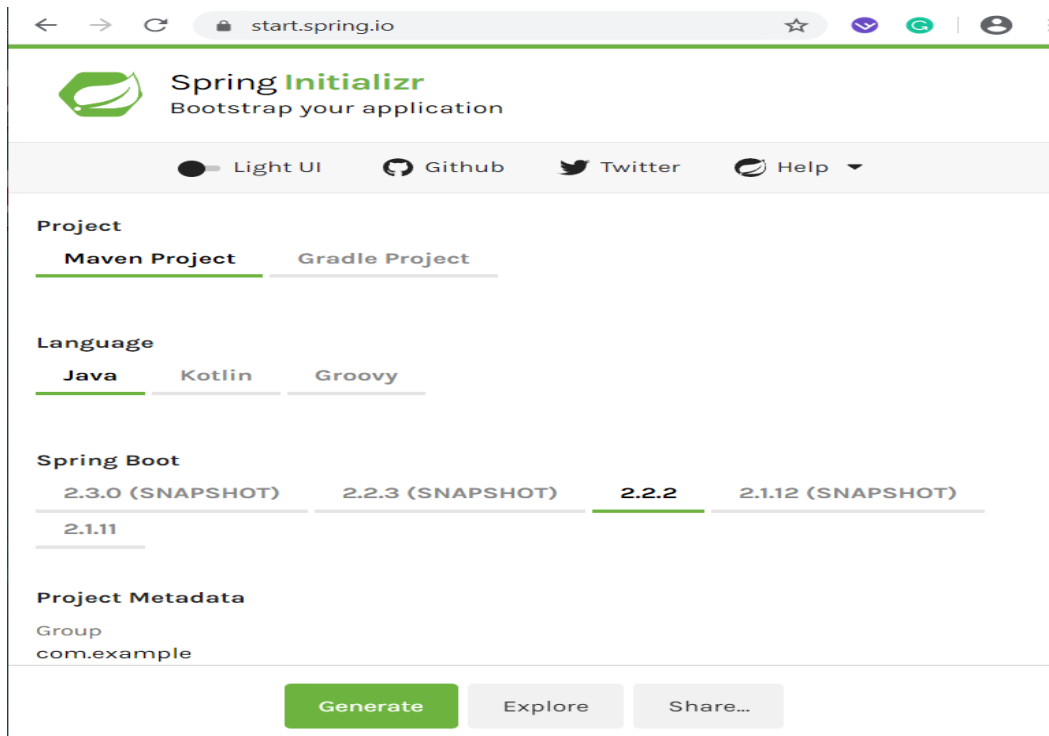 start.spring.io
Spring Initializr
Bootstrap your application
Light UI Github Twitter Help
Project
Maven Project Gradle Project
Language
Java Kotlin Groovy
Spring Boot
2.3.0 (SNAPSHOT) 2.2.3 (SNAPSHOT) 2.2.2 2.1.12 (SNAPSHOT)
2.1.11
Project Metadata
Group
com.example
Generate Explore Share...